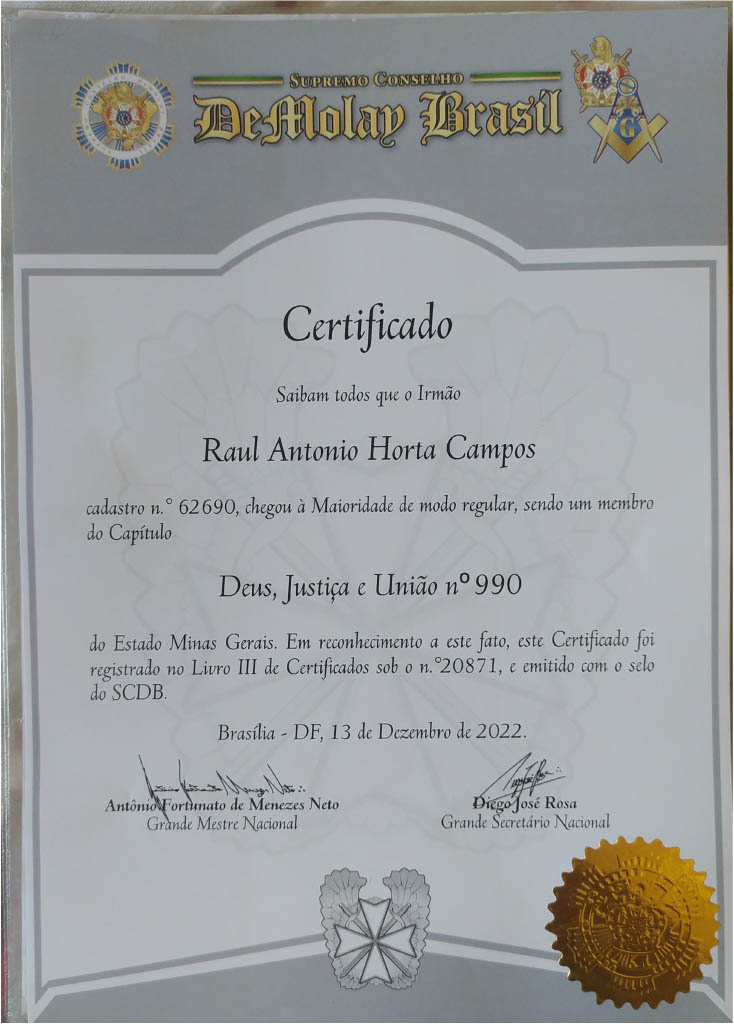 SUPREMO CONSELHO
DeMolay Brasil
G
Certificado
Saibam todos que o Irmão
Raul Antonio Horta Campos
cadastro n.° 62690, chegou à Maioridade de modo regular, sendo um membro
do Capítulo
Deus, Justiça e União nº 990
do Estado Minas Gerais. Em reconhecimento a este fato, este Certificado foi
registrado no Livro III de Certificados sob o n.°20871, e emitido com o selo
do SCDB.
Brasília - DF, 13 de Dezembro de 2022.
Antônio Fortunato de Menezes Neto
Grande Mestre Nacional
Diego José Rosa
Grande Secretário Nacional